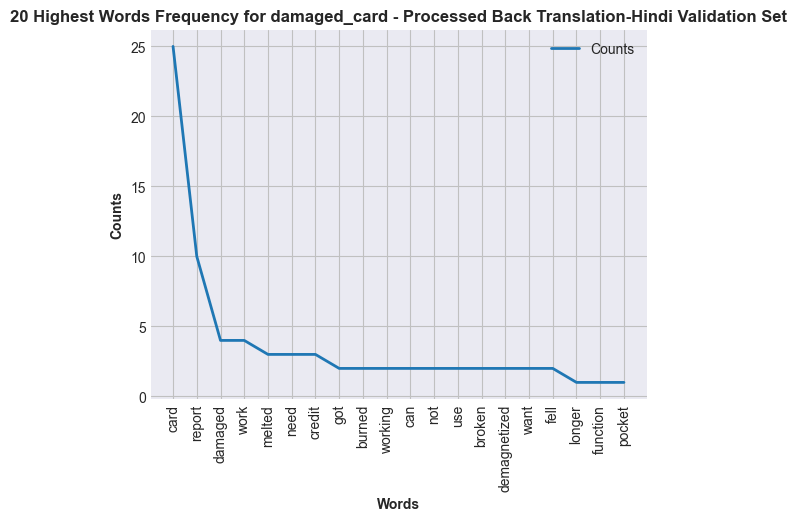 20 Highest Words Frequency for damaged_card - Processed Back Translation-Hindi Validation Set
Counts
25
20
15
10
5
0
Counts
card
report
damaged
work
melted
need
credit
got
burned
working
can
not
use
broken
demagnetized
want
fell
longer
function
pocket
Words